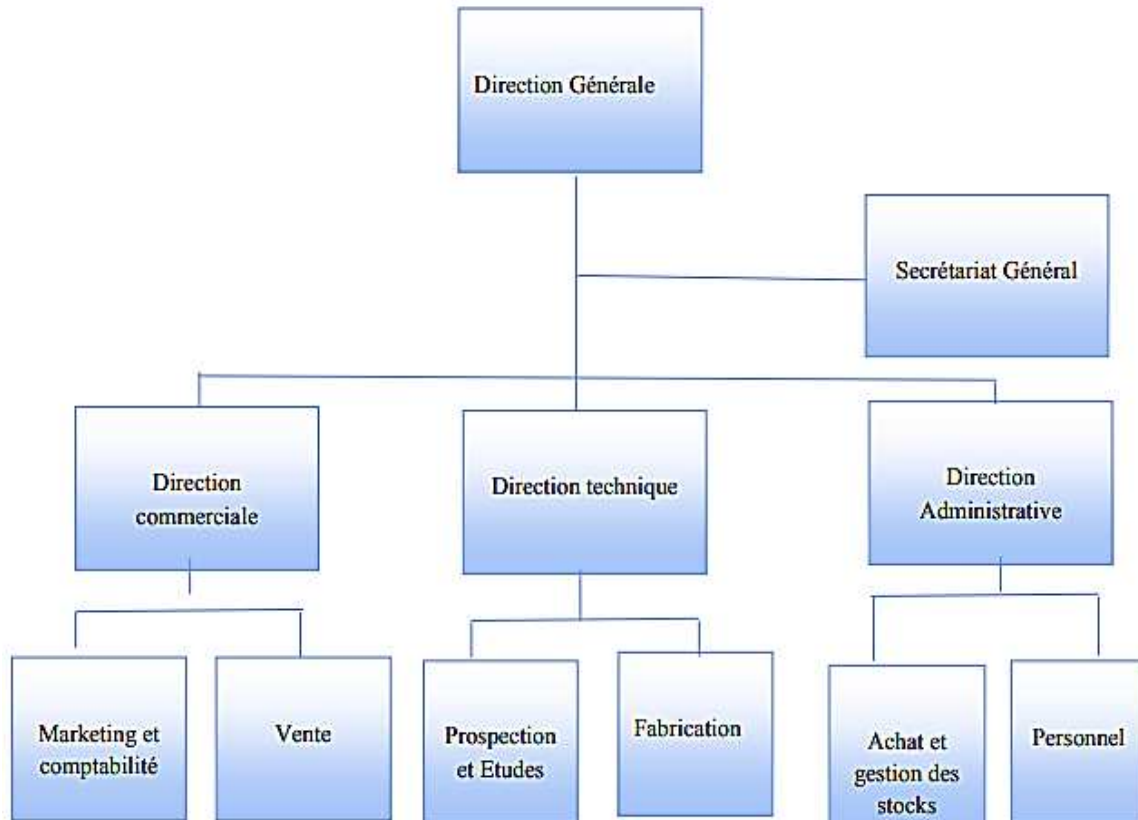 Direction Générale
Secrétariat Général
Direction
commerciale
Direction technique
Direction
Administrative
Marketing et
comptabilité
Vente
Prospection
et Etudes
Fabrication
Achat et
gestion des
stocks
Personnel